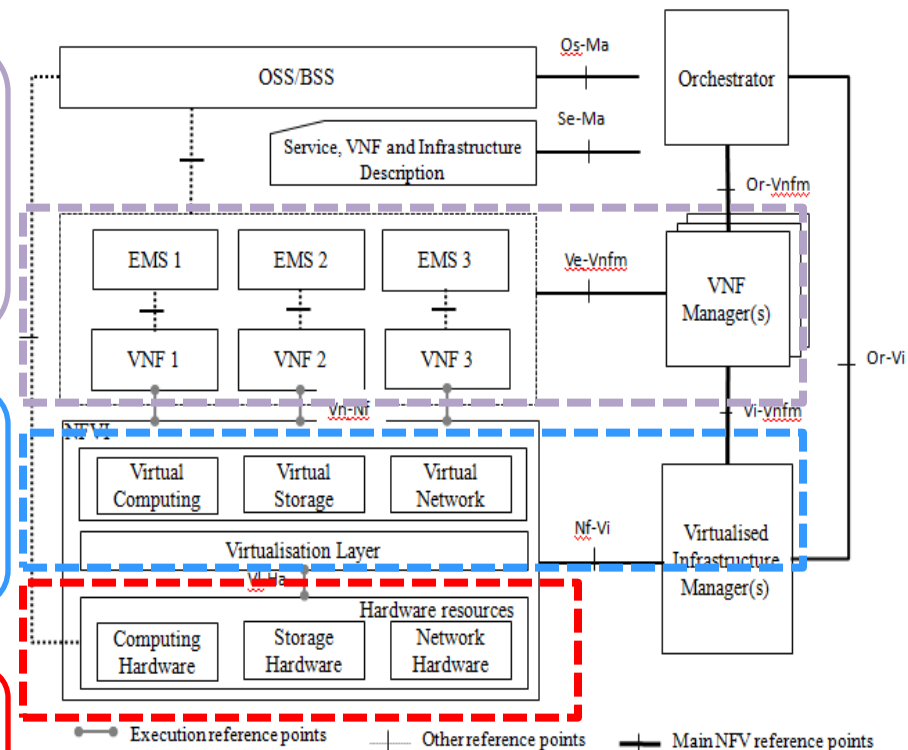 Os-Ma
OSS/BSS
Orchestrator
Se-Ma
Service, VNF and Infrastructure
Description
Or-Vnfm
EMS 1
EMS 2
EMS 3
Ve-Vnfm
VNF
Manager(s)
VNF 1
VNF 2
VNF 3
Or-Vi
Vn-Nf
Vi-Vnfm
NFVI
Virtual
Computing
Virtual
Storage
Virtual
Network
Nf-Vi
Virtualised
Infrastructure
Manager(s)
Virtualisation Layer
Vl-Ha
Hardware resources
Computing
Hardware
Storage
Hardware
Network
Hardware
Execution reference points
Other reference points
Main NFV reference points